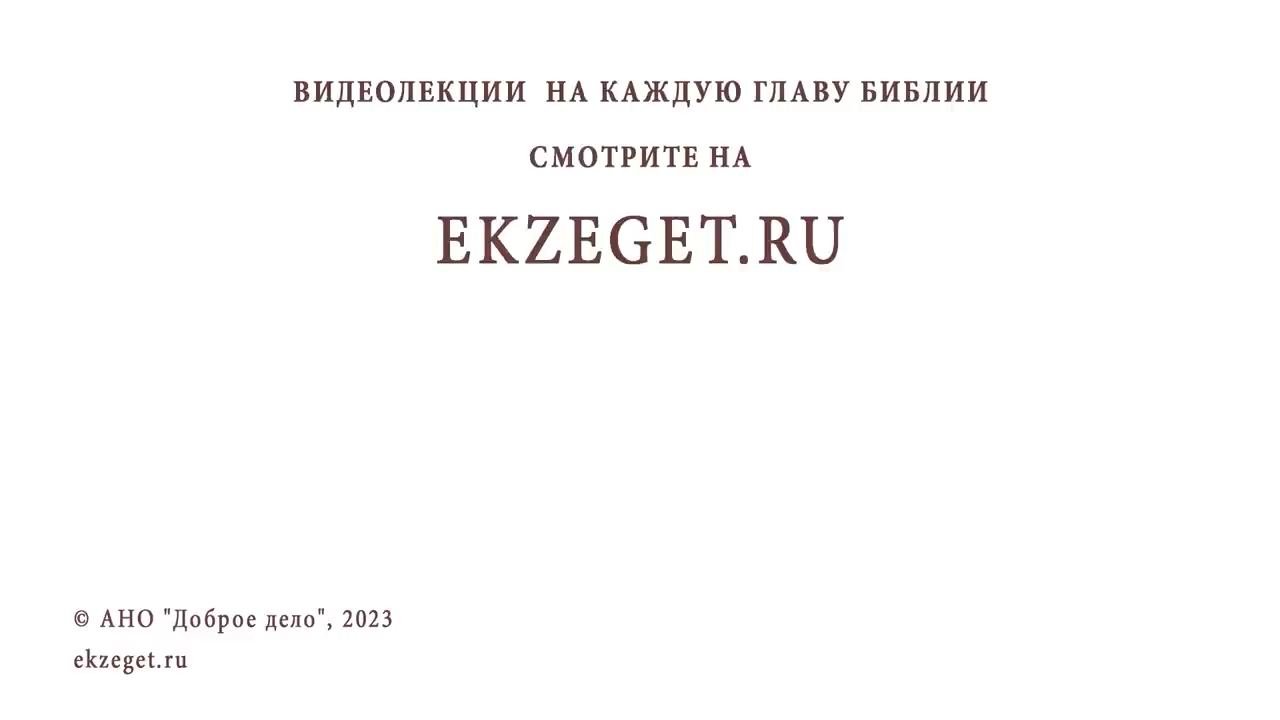 ВИДЕОЛЕКЦИИ НА КАЖДУЮ ГЛАВУ БИБЛИИ
СМОТРИТЕ НА
EKZEGET.RU
© АНО "Доброе дело", 2023
ekzeget.ru